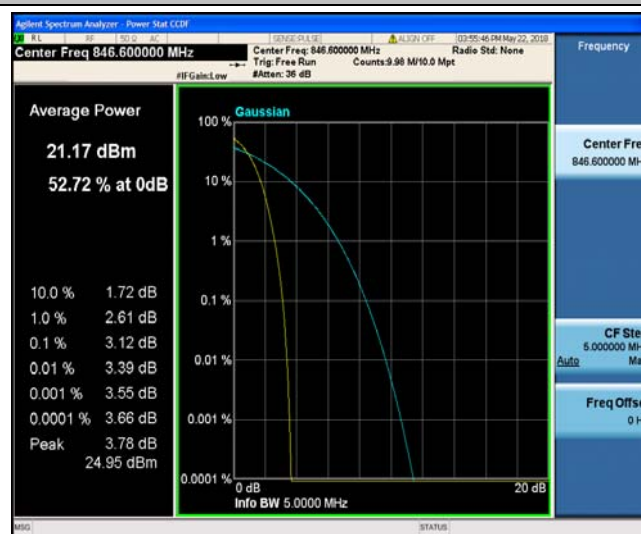 Agilent Spectrum Analyzer - Power Stat CCDF
RL RF 50 Ω AC SENSE:PULSE ALIGN OFF 03:55:46 PM May 22, 2018
Center Freq 846.600000 MHz
Center Freq: 846.600000 MHz Radio Std: None
Trig: Free Run Counts:9.98 M/10.0 Mpt
#IFGain:Low #Atten: 36 dB
Frequency
Average Power
21.17 dBm
52.72 % at 0dB
10.0 % 1.72 dB
1.0 % 2.61 dB
0.1 % 3.12 dB
0.01 % 3.39 dB
0.001 % 3.55 dB
0.0001 % 3.66 dB
Peak 3.78 dB
24.95 dBm
Gaussian
100 %
10 %
1 %
0.1 %
0.01 %
0.001 %
0.0001 %
0 dB 20 dB
Info BW 5.0000 MHz
Center Fre
846.600000 MH
CF Ste
5.000000 MH
Auto Ma
Freq Offse
0 H
MSG STATUS